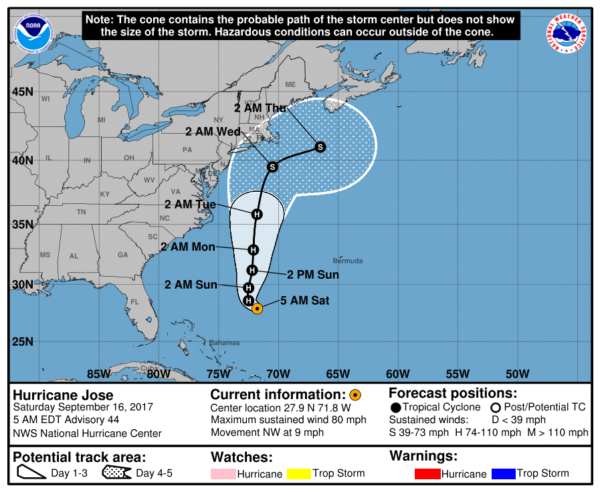 Note: The cone contains the probable path of the storm center but does not show
the size of the storm. Hazardous conditions can occur outside of the cone.
NOAA
NATIONAL WEATHER SERVICE
45N
40N
35N
30N
25N
WI
MI
NY
VT
NH
ME
MA
IL
IN
OH
PA
NJ
MD
DE
WV
VA
KY
TN
NC
SC
MS
AL
GA
FL
2 AM Thu
S
2 AM Wed
S
2 AM Tue
H
2 AM Mon
H
H
2 PM Sun
2 AM Sun
H
H
5 AM Sat
Bermuda
Bahamas
Cuba
85W
80W
75W
70W
65W
60W
55W
50W
Hurricane Jose
Saturday September 16, 2017
5 AM EDT Advisory 44
NWS National Hurricane Center
Current information:
Center location 27.9 N 71.8 W
Maximum sustained wind 80 mph
Movement NW at 9 mph
Forecast positions:
Tropical Cyclone Post/Potential TC
Sustained winds: D < 39 mph
S 39-73 mph H 74-110 mph M > 110 mph
Potential track area:
Day 1-3 Day 4-5
Watches:
Hurricane Trop Storm
Warnings:
Hurricane Trop Storm